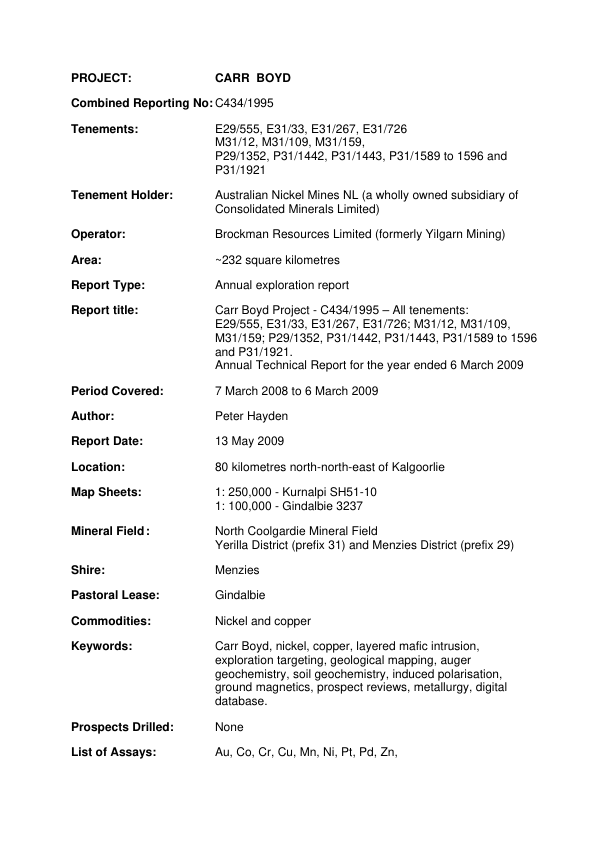 PROJECT: CARR BOYD
Combined Reporting No: C434/1995
Tenements: E29/555, E31/33, E31/267, E31/726
M31/12, M31/109, M31/159,
P29/1352, P31/1442, P31/1443, P31/1589 to 1596 and
P31/1921
Tenement Holder: Australian Nickel Mines NL (a wholly owned subsidiary of
Consolidated Minerals Limited)
Operator: Brockman Resources Limited (formerly Yilgarn Mining)
Area: ~232 square kilometres
Report Type: Annual exploration report
Report title: Carr Boyd Project - C434/1995 – All tenements:
E29/555, E31/33, E31/267, E31/726; M31/12, M31/109,
M31/159; P29/1352, P31/1442, P31/1443, P31/1589 to 1596
and P31/1921.
Annual Technical Report for the year ended 6 March 2009
Period Covered: 7 March 2008 to 6 March 2009
Author: Peter Hayden
Report Date: 13 May 2009
Location: 80 kilometres north-north-east of Kalgoorlie
Map Sheets: 1: 250,000 - Kurnalpi SH51-10
1: 100,000 - Gindalbie 3237
Mineral Field: North Coolgardie Mineral Field
Yerilla District (prefix 31) and Menzies District (prefix 29)
Shire: Menzies
Pastoral Lease: Gindalbie
Commodities: Nickel and copper
Keywords: Carr Boyd, nickel, copper, layered mafic intrusion,
exploration targeting, geological mapping, auger
geochemistry, soil geochemistry, induced polarisation,
ground magnetics, prospect reviews, metallurgy, digital
database.
Prospects Drilled: None
List of Assays: Au, Co, Cr, Cu, Mn, Ni, Pt, Pd, Zn,